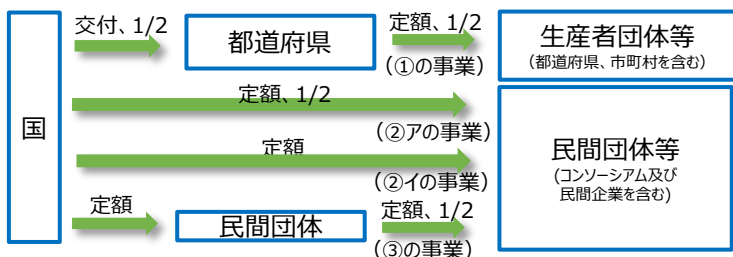 国
交付、1/2
都道府県
定額、1/2
(①の事業)
生産者団体等
(都道府県、市町村を含む)
定額、1/2
(②アの事業)
定額
(②イの事業)
定額
民間団体
定額、1/2
(③の事業)
民間団体等
(コンソーシアム及び
民間企業を含む)